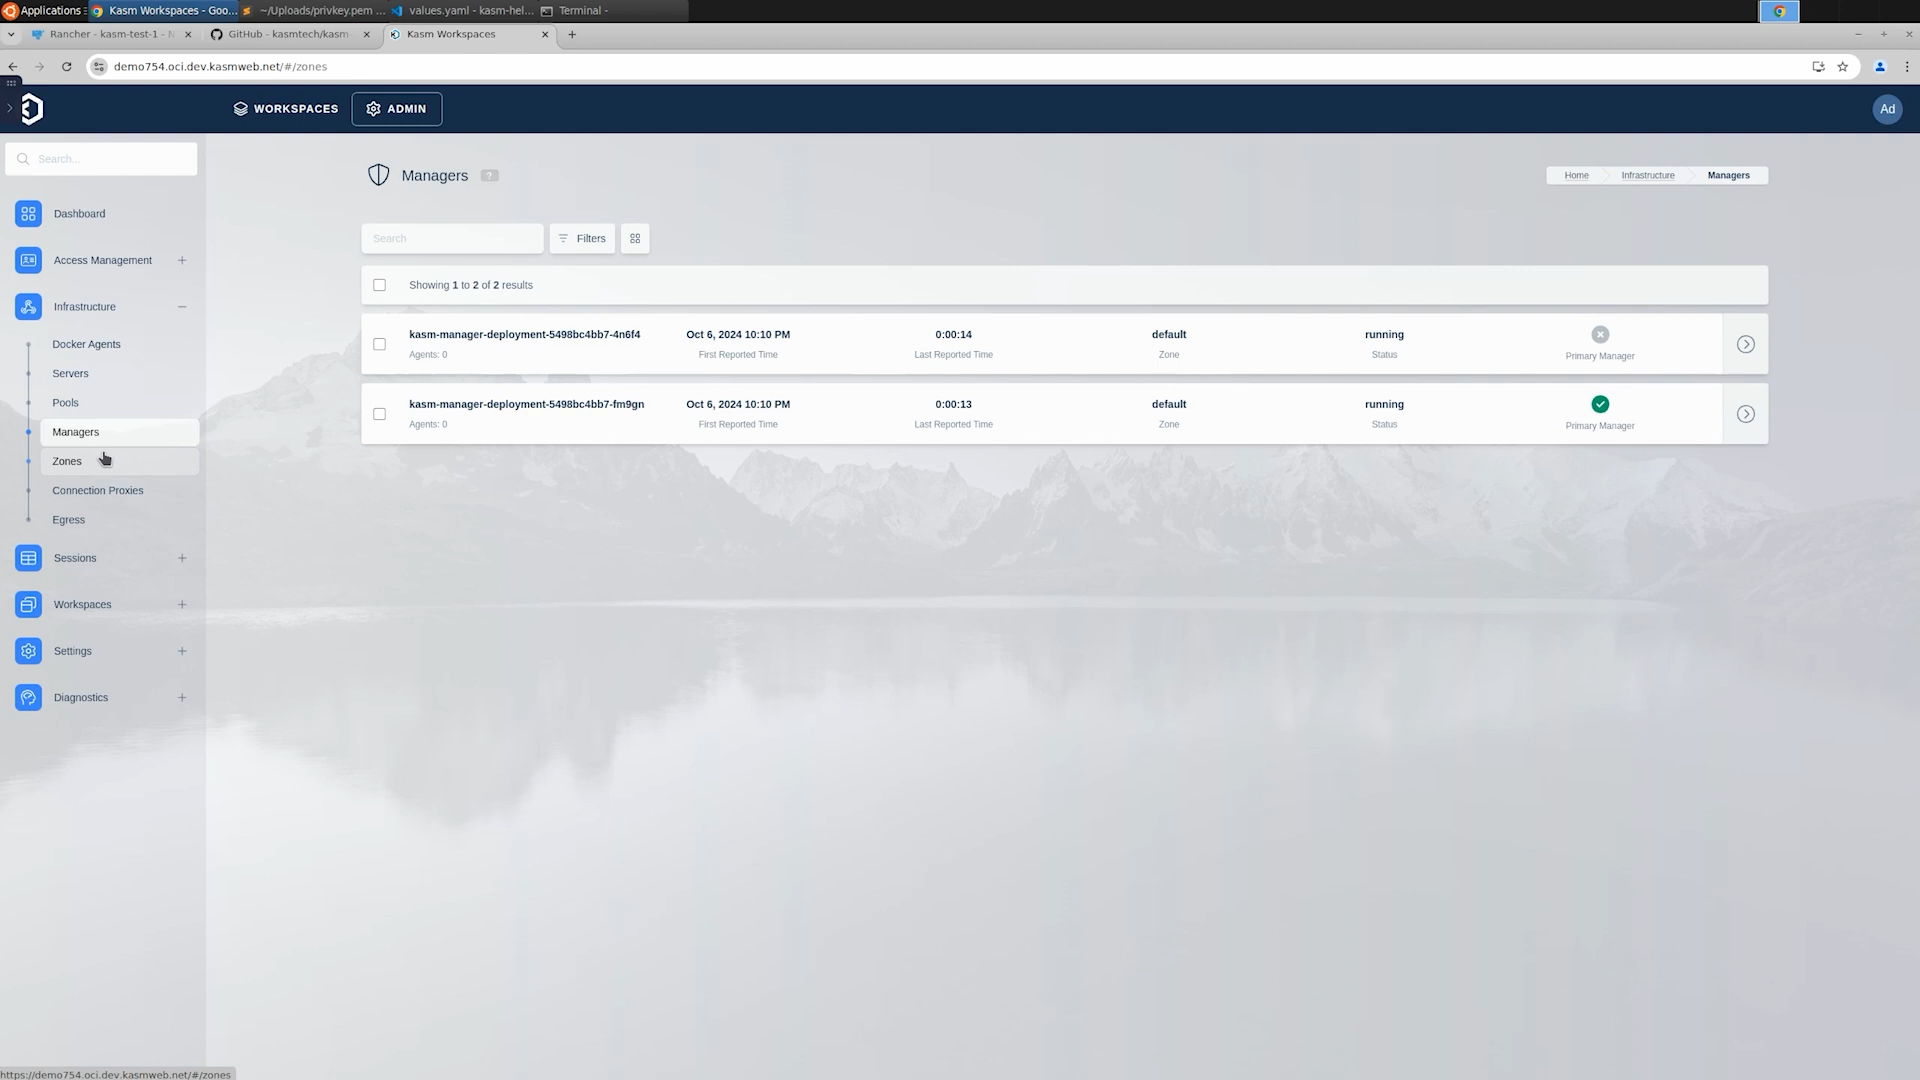 Applications
Kasm Workspaces - Goo...
~/Uploads/privkey.pem ...
values.yaml - kasm-hel...
Terminal -
Rancher - kasm-test-1 - N
GitHub - kasmtech/kasm-
Kasm Workspaces
demo754.oci.dev.kasmweb.net/#/zones
WORKSPACES
ADMIN
Ad
Search...
Managers
?
Home
Infrastructure
Managers
Dashboard
Search
Filters
Access Management
Showing 1 to 2 of 2 results
Infrastructure
kasm-manager-deployment-5498bc4bb7-4n6f4
Oct 6, 2024 10:10 PM
0:00:14
default
running
Agents: 0
First Reported Time
Last Reported Time
Zone
Status
Primary Manager
Docker Agents
Servers
Pools
kasm-manager-deployment-5498bc4bb7-fm9gn
Oct 6, 2024 10:10 PM
0:00:13
default
running
Agents: 0
First Reported Time
Last Reported Time
Zone
Status
Primary Manager
Managers
Zones
Connection Proxies
Egress
Sessions
Workspaces
Settings
Diagnostics
https://demo754.oci.dev.kasmweb.net/#/zones